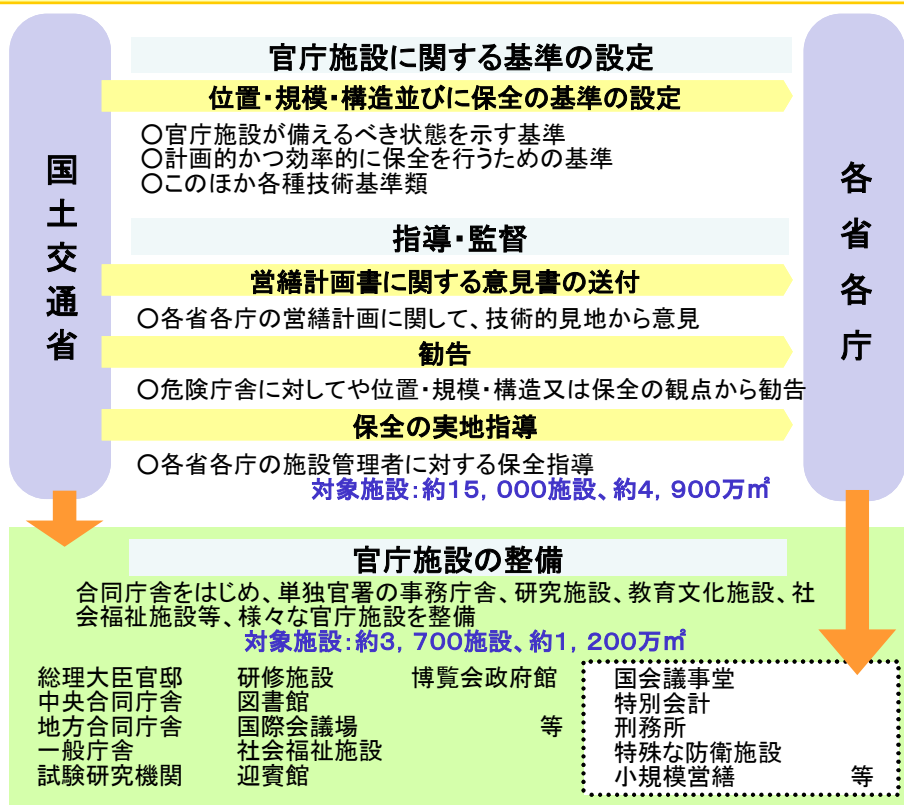 官庁施設に関する基準の設定
位置・規模・構造並びに保全の基準の設定
○官庁施設が備えるべき状態を示す基準
○計画的かつ効率的に保全を行うための基準
○このほか各種技術基準類
国土交通省
各省各庁
指導・監督
営繕計画書に関する意見書の送付
○各省各庁の営繕計画に関して、技術的見地から意見
勧告
○危険庁舎に対してや位置・規模・構造又は保全の観点から勧告
保全の実地指導
○各省各庁の施設管理者に対する保全指導
対象施設：約15，000施設、約4，900万㎡
官庁施設の整備
合同庁舎をはじめ、単独官署の事務庁舎、研究施設、教育文化施設、社
会福祉施設等、様々な官庁施設を整備
対象施設：約3，700施設、約1，200万㎡
総理大臣官邸
中央合同庁舎
地方合同庁舎
一般庁舎
試験研究機関
研修施設
図書館
国際会議場
社会福祉施設
迎賓館
博覧会政府館
等
国会議事堂
特別会計
刑務所
特殊な防衛施設
小規模営繕 等